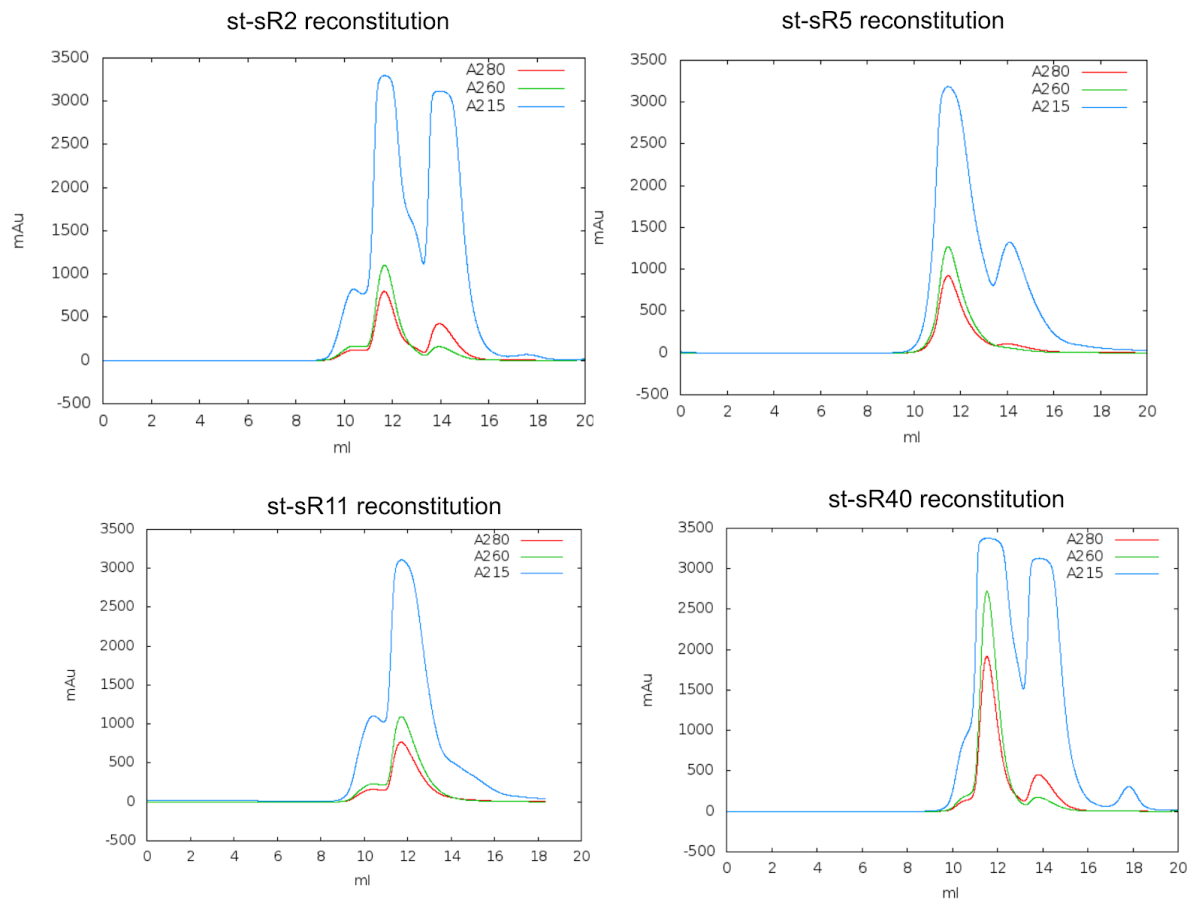 st-sR2 reconstitution
3500
3000
2500
2000
1500
1000
500
0
-500
mAu
A280
A260
A215
0 2 4 6 8 10 12 14 16 18 20
ml
st-sR5 reconstitution
3500
3000
2500
2000
1500
1000
500
0
-500
mAu
A280
A260
A215
0 2 4 6 8 10 12 14 16 18 20
ml
st-sR11 reconstitution
3500
3000
2500
2000
1500
1000
500
0
-500
mAu
A280
A260
A215
0 2 4 6 8 10 12 14 16 18 20
ml
st-sR40 reconstitution
3500
3000
2500
2000
1500
1000
500
0
-500
mAu
A280
A260
A215
0 2 4 6 8 10 12 14 16 18 20
ml